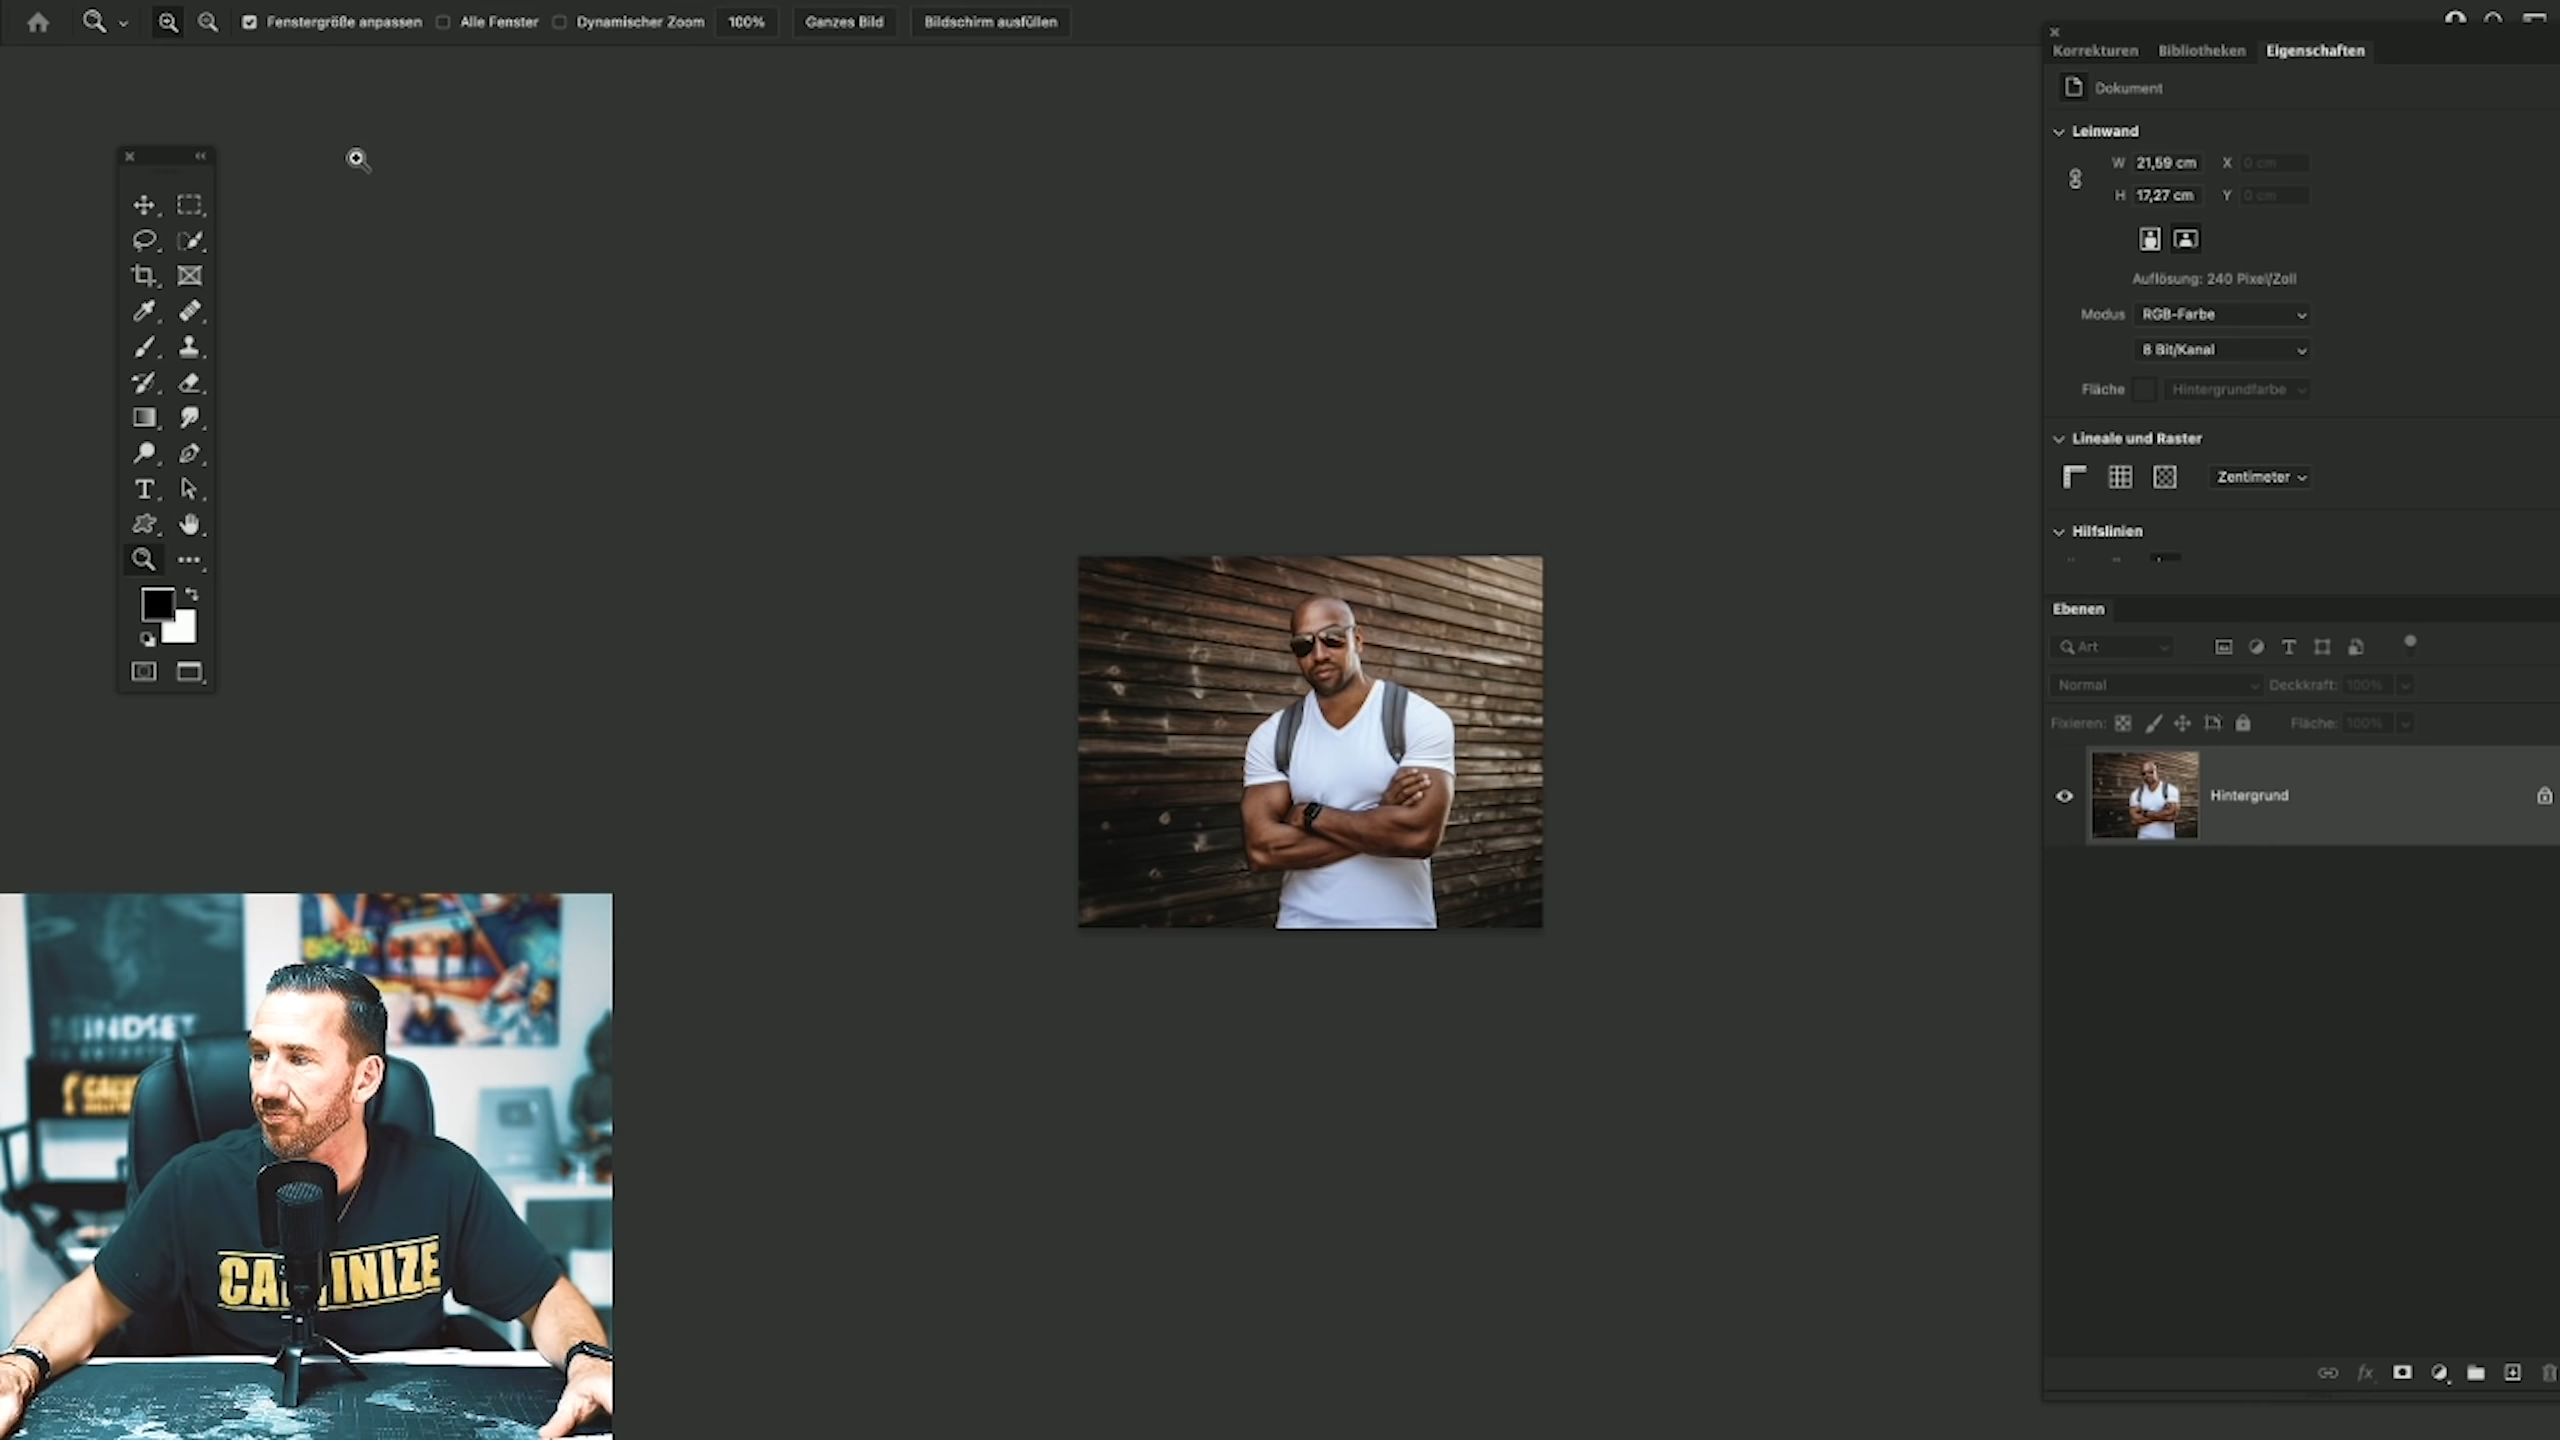 Fenstergröße anpassen Alle Fenster Dynamischer Zoom 100% Ganzes Bild Bildschirm ausfüllen
Korrekturen Bibliotheken Eigenschaften
Dokument
Leinwand
W 21,59 cm X 0 cm
H 17,27 cm Y 0 cm
Auflösung: 240 Pixel/Zoll
Modus RGB-Farbe
8 Bit/Kanal
Fläche Hintergrundfarbe
Lineale und Raster
Zentimeter
Hilfslinien
Ebenen
Art
Normal Deckkraft: 100%
Fixieren: Fläche: 100%
Hintergrund
MINDSET